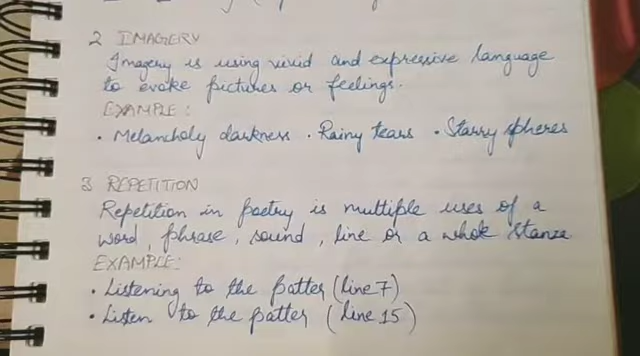 2 IMAGERY
Imagery is using vivid and expressive language
to evoke pictures or feelings.
EXAMPLE:
• Melancholy darkness • Rainy tears • Starry spheres
3 REPETITION
Repetition in poetry is multiple uses of a
word, phrase, sound, line or a whole stanza
EXAMPLE:
• Listening to the patter (line 7)
• Listen to the patter (line 15)